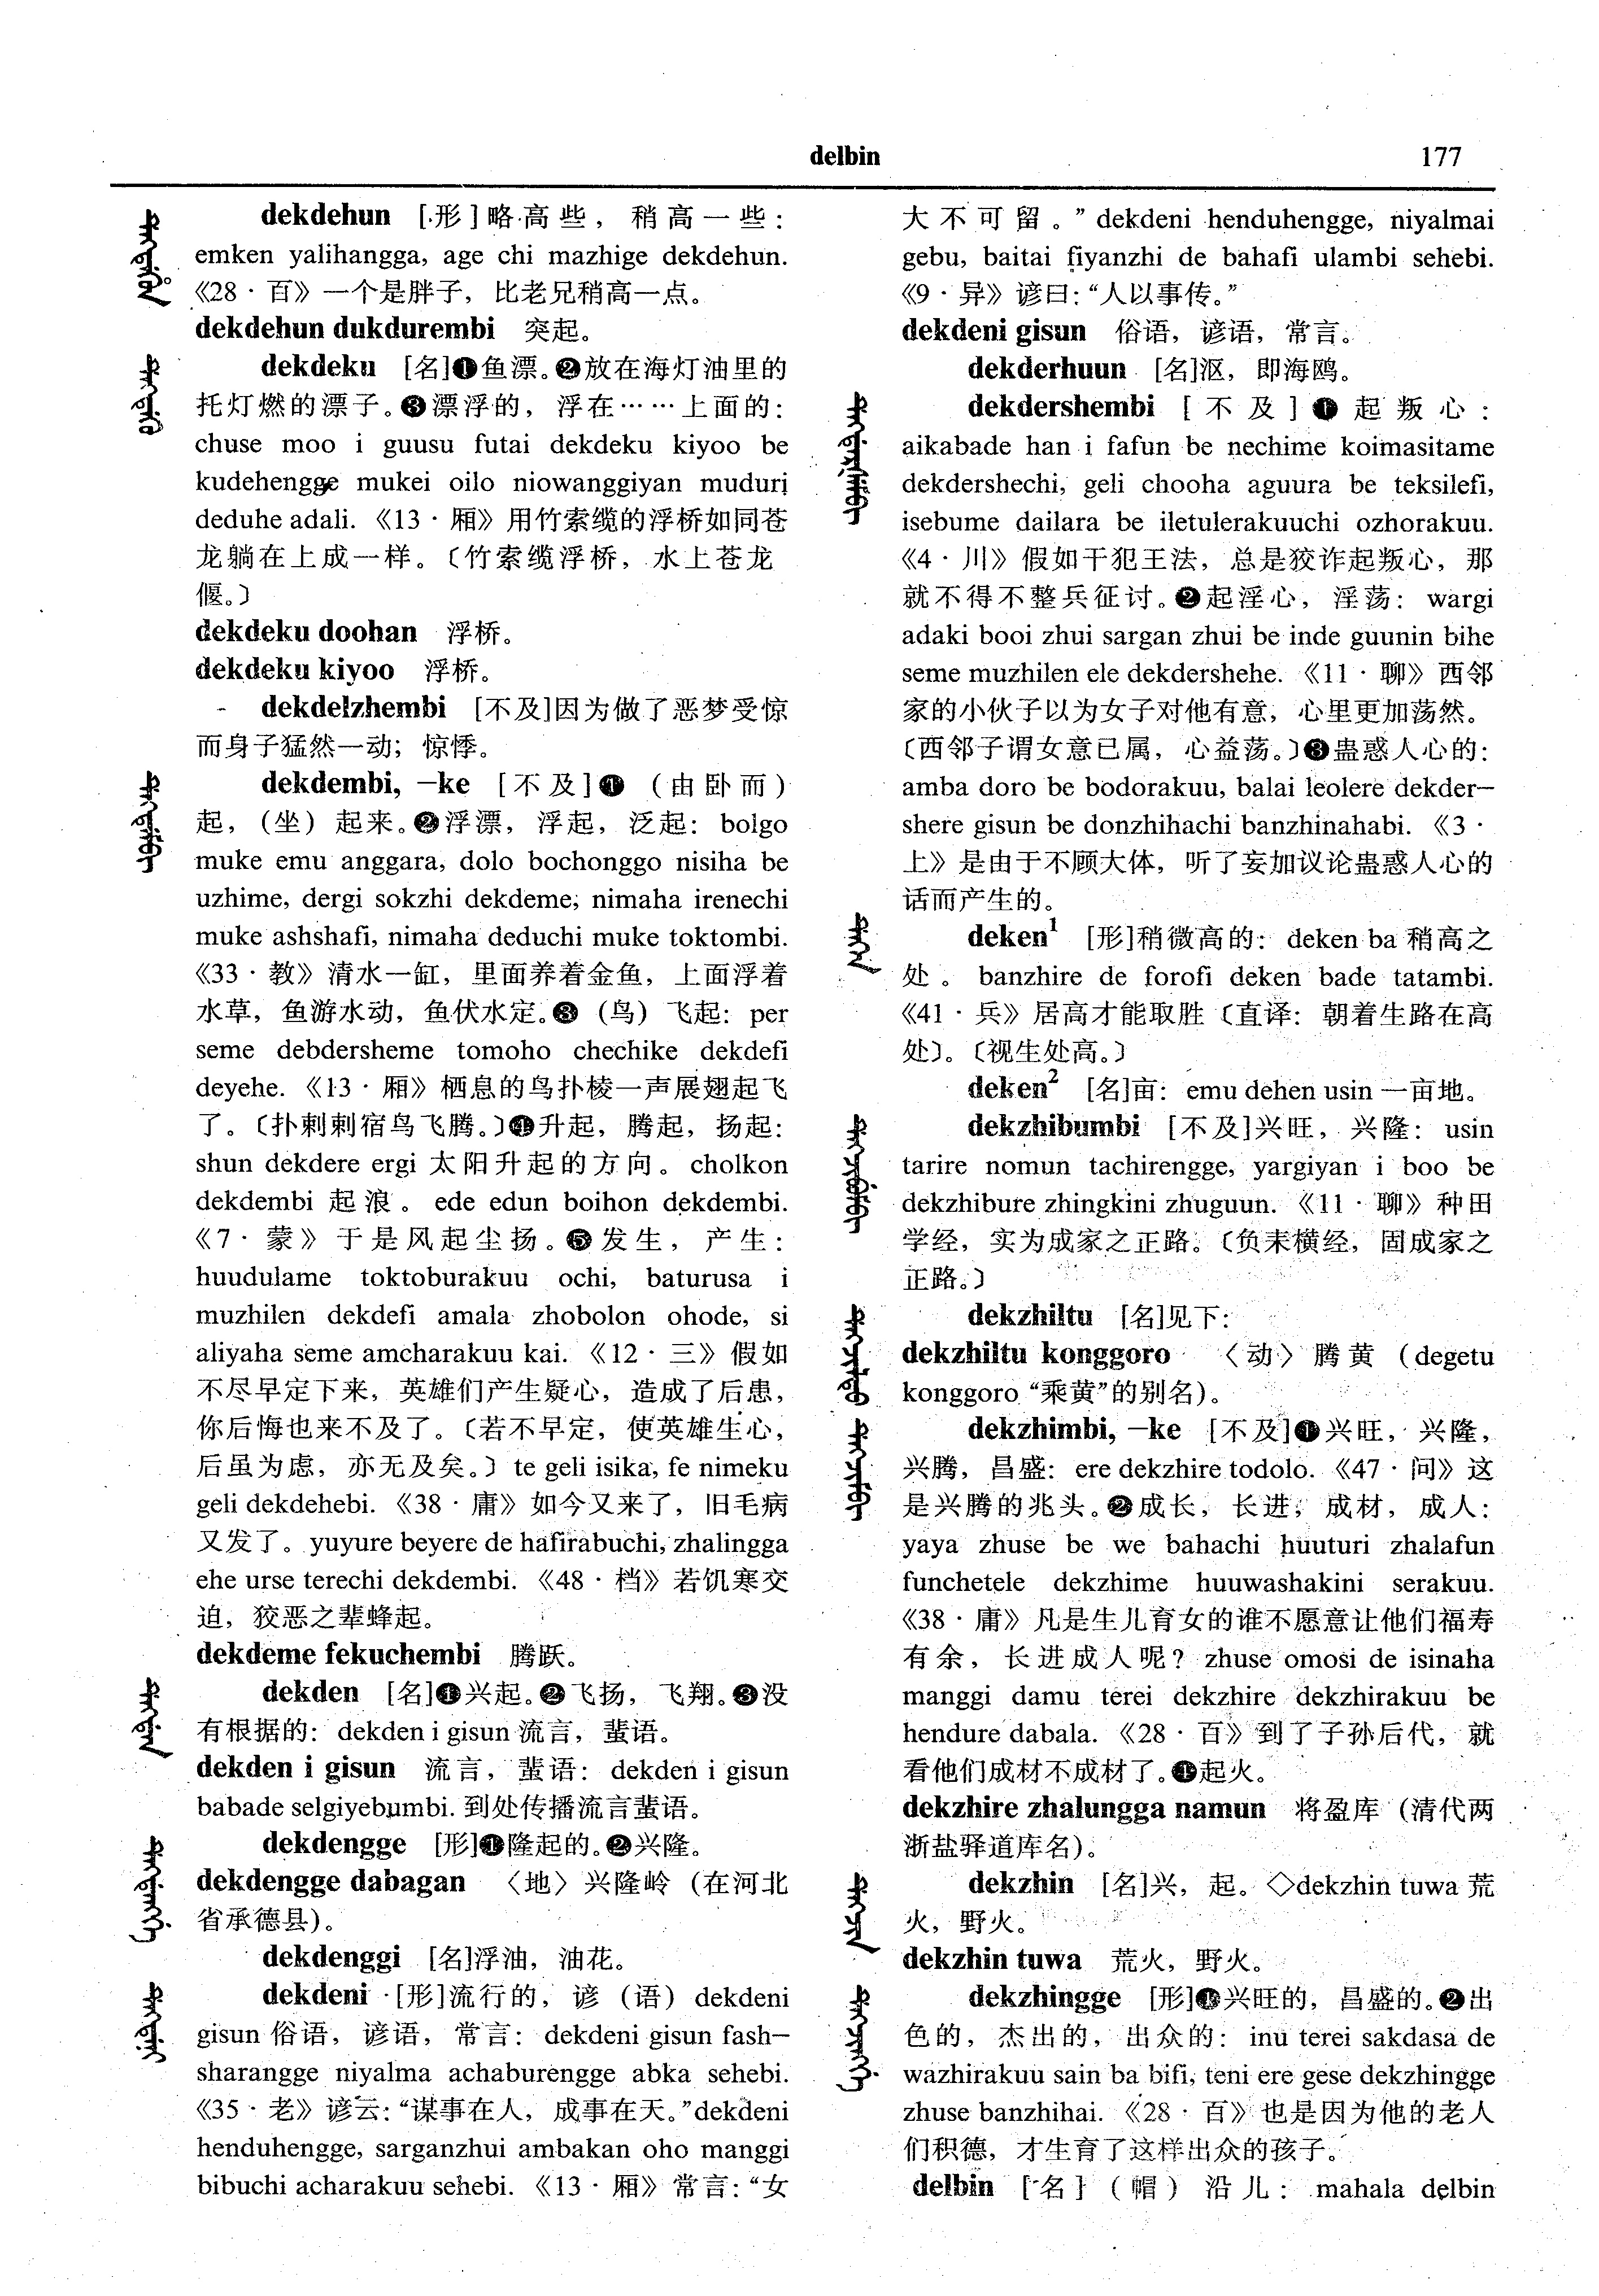 delbin
177
dekdehun [形]略高些，稍高一些：
emken yalihangga, age chi mazhige dekdehun.
《28·百》一个是胖子，比老兄稍高一点。
dekdehun dukdurembi 突起。
dekdeku [名]❶鱼漂。❷放在海灯油里的
托灯燃的漂子。❸漂浮的，浮在……上面的：
chuse moo i guusu futai dekdeku kiyoo be
kudehengge mukei oilo niowanggiyan muduri
deduhe adali.《13·厢》用竹索缆的浮桥如同苍
龙躺在上成一样。〔竹索缆浮桥，水上苍龙
偃。〕
dekdeku doohan 浮桥。
dekdeku kiyoo 浮桥。
dekdelzhembi [不及]因为做了恶梦受惊
而身子猛然一动；惊悸。
dekdembi, —ke [不及]❶（由卧而）
起，（坐）起来。❷浮漂，浮起，泛起：bolgo
muke emu anggara, dolo bochonggo nisiha be
uzhime, dergi sokzhi dekdeme; nimaha irenechi
muke ashshafi, nimaha deduchi muke toktombi.
《33·教》清水一缸，里面养着金鱼，上面浮着
水草，鱼游水动，鱼伏水定。❸（鸟）飞起：per
seme debdersheme tomoho chechike dekdefi
deyehe.《13·厢》栖息的鸟扑棱一声展翅起飞
了。〔扑剌剌宿鸟飞腾。〕❹升起，腾起，扬起：
shun dekdere ergi 太阳升起的方向。cholkon
dekdembi 起浪。ede edun boihon dekdembi.
《7·蒙》于是风起尘扬。❺发生，产生：
huudulame toktoburakuu ochi, baturusa i
muzhilen dekdefi amala zhobolon ohode, si
aliyaha seme amcharakuu kai.《12·三》假如
不尽早定下来，英雄们产生疑心，造成了后患，
你后悔也来不及了。〔若不早定，使英雄生心，
后虽为虑，亦无及矣。〕te geli isika, fe nimeku
geli dekdehebi.《38·庸》如今又来了，旧毛病
又发了。yuyure beyere de hafirabuchi, zhalingga
ehe urse terechi dekdembi.《48·档》若饥寒交
迫，狡恶之辈蜂起。
dekdeme fekuchembi 腾跃。
dekden [名]❶兴起。❷飞扬，飞翔。❸没
有根据的：dekden i gisun 流言，蜚语。
dekden i gisun 流言，蜚语：dekden i gisun
babade selgiyebumbi. 到处传播流言蜚语。
dekdengge [形]❶隆起的。❷兴隆。
dekdengge dabagan 〈地〉兴隆岭（在河北
省承德县）。
dekdenggi [名]浮油，油花。
dekdeni [形]流行的，谚（语）dekdeni
gisun 俗语，谚语，常言：dekdeni gisun fash—
sharangge niyalma achaburengge abka sehebi.
《35·老》谚云：“谋事在人，成事在天。”dekdeni
henduhengge, sarganzhui ambakan oho manggi
bibuchi acharakuu sehebi.《13·厢》常言：“女
大不可留。”dekdeni henduhengge, niyalmai
gebu, baitai fiyanzhi de bahafi ulambi sehebi.
《9·异》谚曰：“人以事传。”
dekdeni gisun 俗语，谚语，常言。
dekderhuun [名]沤，即海鸥。
dekdershembi [不及]❶起叛心：
aikabade han i fafun be nechime koimasitame
dekdershechi, geli chooha aguura be teksilefi,
isebume dailara be iletulerakuuchi ozhorakuu.
《4·川》假如干犯王法，总是狡诈起叛心，那
就不得不整兵征讨。❷起淫心，淫荡：wargi
adaki booi zhui sargan zhui be inde guunin bihe
seme muzhilen ele dekdershehe.《11·聊》西邻
家的小伙子以为女子对他有意，心里更加荡然。
〔西邻子谓女意已属，心益荡。〕❸蛊惑人心的：
amba doro be bodorakuu, balai leolere dekder—
shere gisun be donzhihachi banzhinahabi.《3·
上》是由于不顾大体，听了妄加议论蛊惑人心的
话而产生的。
deken¹ [形]稍微高的：deken ba 稍高之
处。banzhire de forofi deken bade tatambi.
《41·兵》居高才能取胜〔直译：朝着生路在高
处〕。〔视生处高。〕
deken² [名]亩：emu dehen usin 一亩地。
dekzhibumbi [不及]兴旺，兴隆：usin
tarire nomun tachirengge, yargiyan i boo be
dekzhibure zhingkini zhuguun.《11·聊》种田
学经，实为成家之正路。〔负耒横经，固成家之
正路。〕
dekzhiltu [名]见下：
dekzhiltu konggoro 〈动〉腾黄（degetu
konggoro “乘黄”的别名）。
dekzhimbi, —ke [不及]❶兴旺，兴隆，
兴腾，昌盛：ere dekzhire todolo.《47·问》这
是兴腾的兆头。❷成长，长进；成材，成人：
yaya zhuse be we bahachi huuturi zhalafun
funchetele dekzhime huuwashakini serakuu.
《38·庸》凡是生儿育女的谁不愿意让他们福寿
有余，长进成人呢？zhuse omosi de isinaha
manggi damu terei dekzhire dekzhirakuu be
hendure dabala.《28·百》到了子孙后代，就
看他们成材不成材了。❹起火。
dekzhire zhalungga namun 将盈库（清代两
浙盐驿道库名）。
dekzhin [名]兴，起。◇dekzhin tuwa 荒
火，野火。
dekzhin tuwa 荒火，野火。
dekzhingge [形]❶兴旺的，昌盛的。❷出
色的，杰出的，出众的：inu terei sakdasa de
wazhirakuu sain ba bifi, teni ere gese dekzhingge
zhuse banzhihai.《28·百》也是因为他的老人
们积德，才生育了这样出众的孩子。
delbin [名]（帽）沿儿：mahala delbin